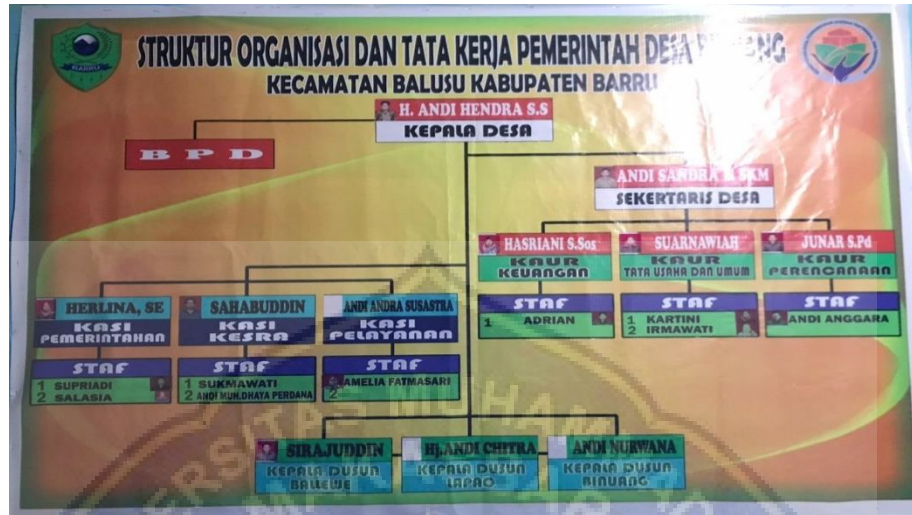 STRUKTUR ORGANISASI DAN TATA KERJA PEMERINTAH DESA
KECAMATAN BALUSU KABUPATEN BARRU
H. ANDI HENDRA S.S
KEPALA DESA
B P D
ANDI SANDRA SKM
SEKERTARIS DESA
HASRIANI S.Sos
KAUR
KEUANGAN
STAF
1 ADRIAN
SUARNAWIAH
KAUR
TATA USAHA DAN UMUM
STAF
1 KARTINI
2 IRMAWATI
JUNAR S.Pd
KAUR
PERENCANAAN
STAF
ANDI ANGGARA
HERLINA, SE
KASI
PEMERINTAHAN
STAF
1 SUPRIADI
2 SALASIA
SAHABUDDIN
KASI
KESRA
STAF
1 SUKMAWATI
2 ANDI MUH.DHAYA PERDANA
ANDI ANDRA SUSASTRA
KASI
PELAYANAN
STAF
AMELIA FATMASARI
2
SIRAJUDDIN
KEPALA DUSUN
BALLEWE
Hj.ANDI CHITRA
KEPALA DUSUN
LAPAO
ANDI NURWANA
KEPALA DUSUN
BINUANG